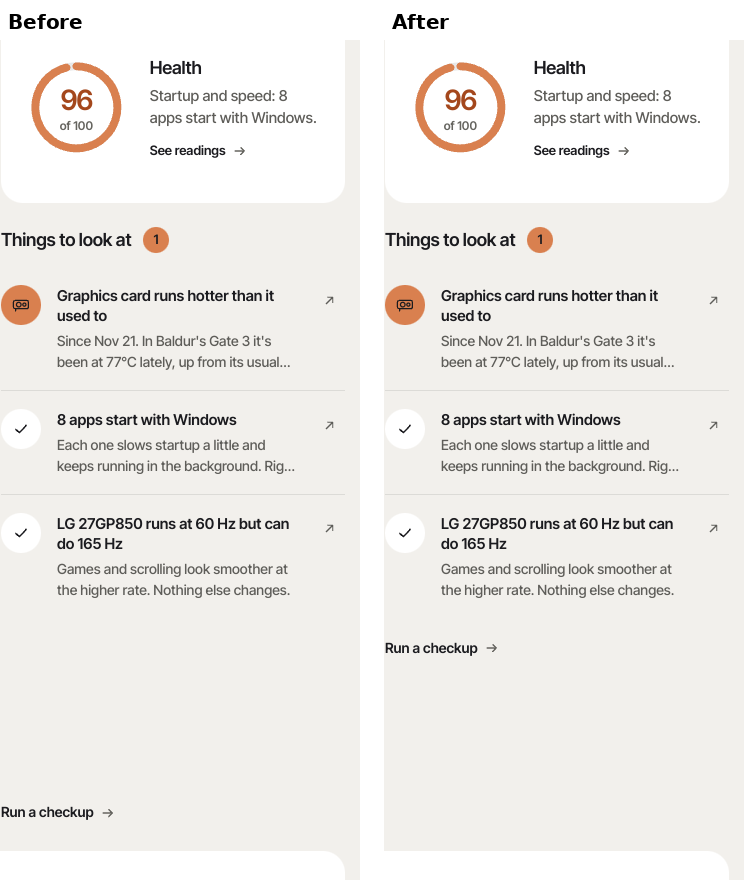 Before
96
of 100
Health
Startup and speed: 8
apps start with Windows.
See readings →
Things to look at 1
Graphics card runs hotter than it
used to
Since Nov 21. In Baldur's Gate 3 it's
been at 77°C lately, up from its usual...
8 apps start with Windows
Each one slows startup a little and
keeps running in the background. Rig...
LG 27GP850 runs at 60 Hz but can
do 165 Hz
Games and scrolling look smoother at
the higher rate. Nothing else changes.
Run a checkup →
After
96
of 100
Health
Startup and speed: 8
apps start with Windows.
See readings →
Things to look at 1
Graphics card runs hotter than it
used to
Since Nov 21. In Baldur's Gate 3 it's
been at 77°C lately, up from its usual...
8 apps start with Windows
Each one slows startup a little and
keeps running in the background. Rig...
LG 27GP850 runs at 60 Hz but can
do 165 Hz
Games and scrolling look smoother at
the higher rate. Nothing else changes.
Run a checkup →